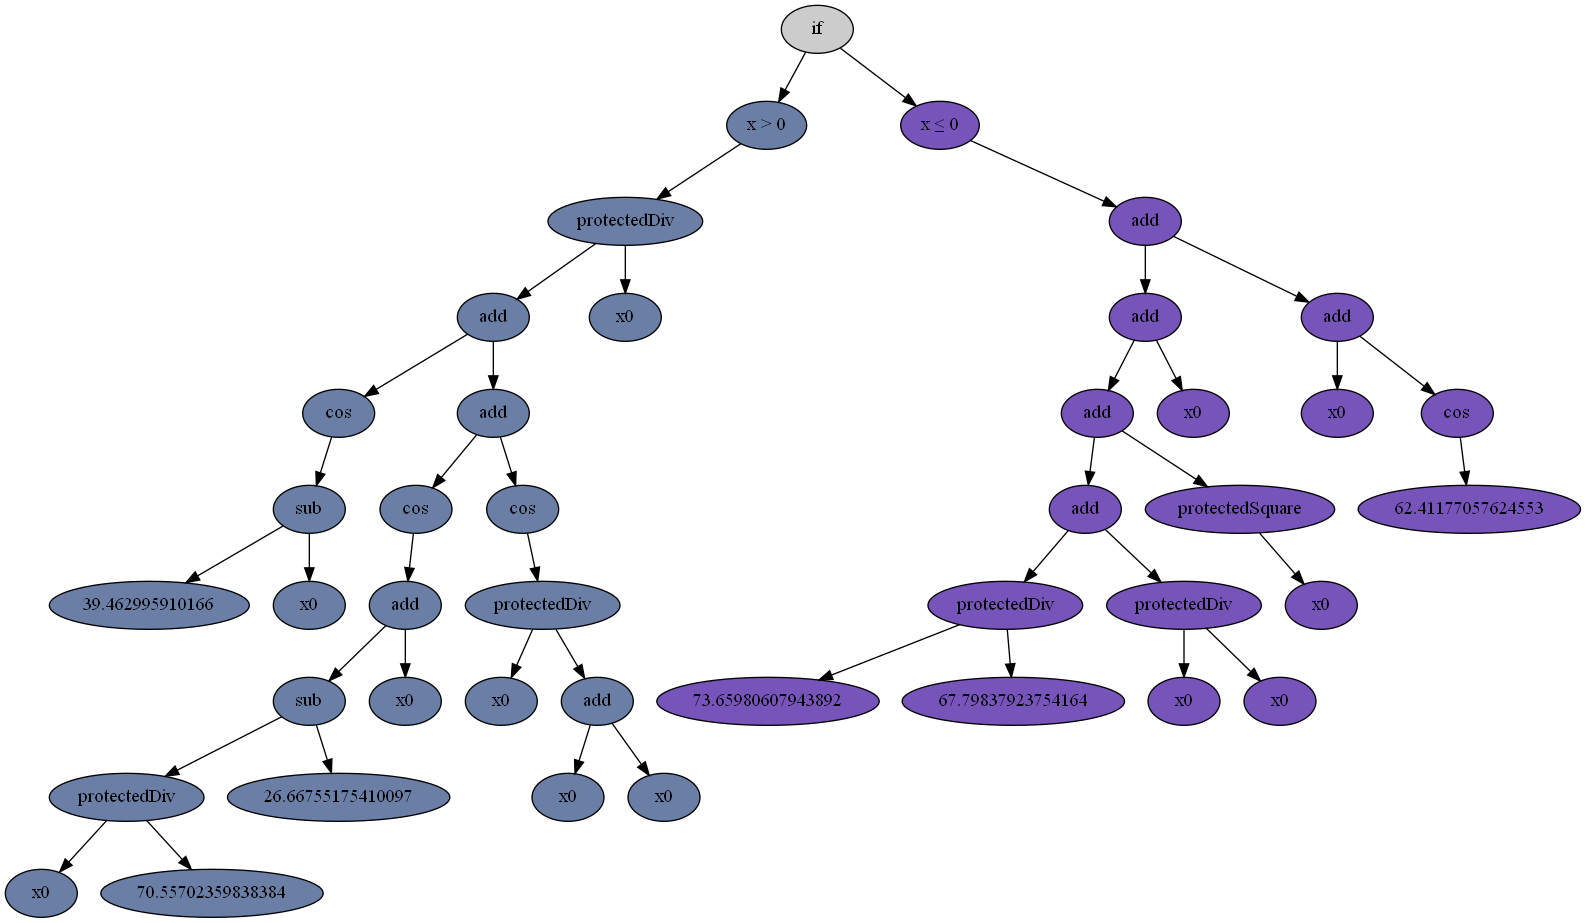 if
x > 0
x ≤ 0
protectedDiv
add
add
x0
add
add
cos
add
add
x0
x0
cos
sub
cos
cos
add
protectedSquare
62.41177057624553
39.462995910166
x0
add
protectedDiv
protectedDiv
protectedDiv
x0
sub
x0
x0
add
73.65980607943892
67.79837923754164
x0
x0
protectedDiv
26.66755175410097
x0
x0
x0
70.55702359838384